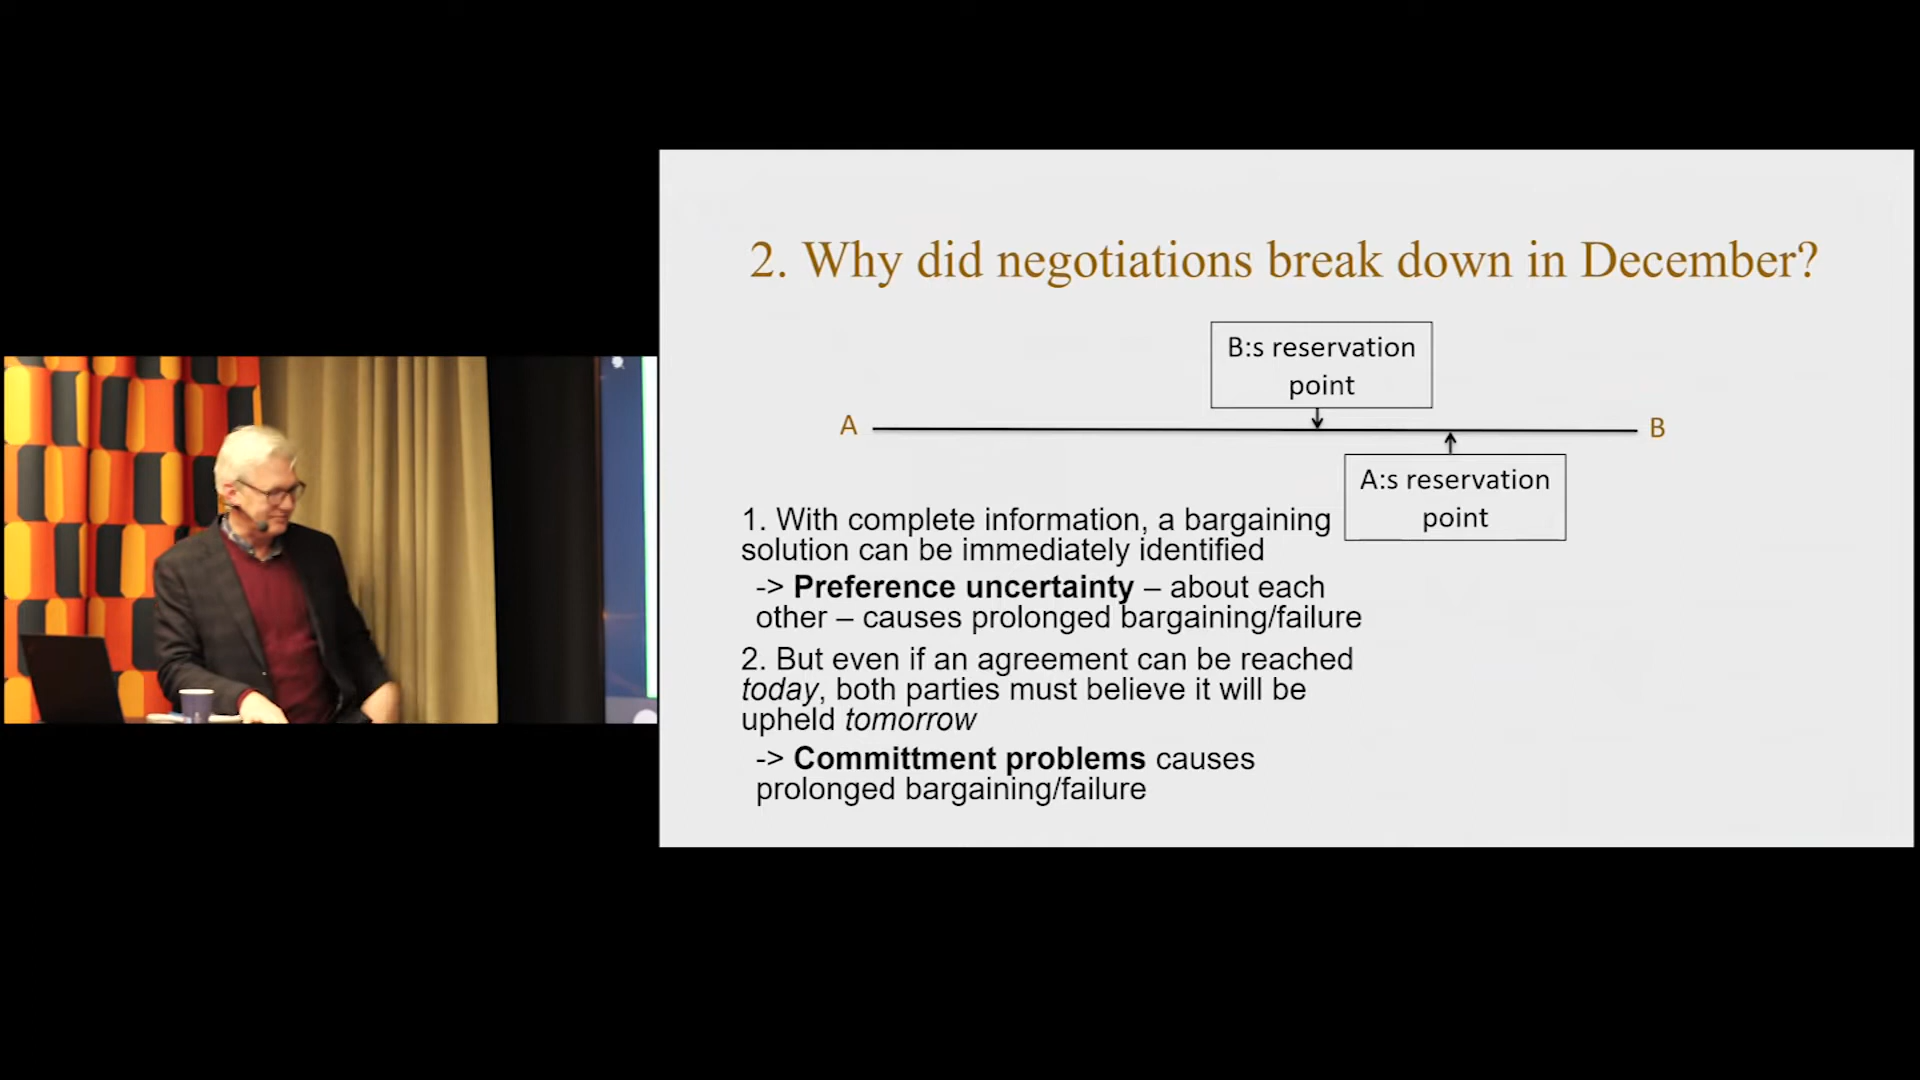 2. Why did negotiations break down in December?
B:s reservation
point
A
B
A:s reservation
point
1. With complete information, a bargaining
solution can be immediately identified
-> Preference uncertainty – about each
other – causes prolonged bargaining/failure
2. But even if an agreement can be reached
today, both parties must believe it will be
upheld tomorrow
-> Committment problems causes
prolonged bargaining/failure